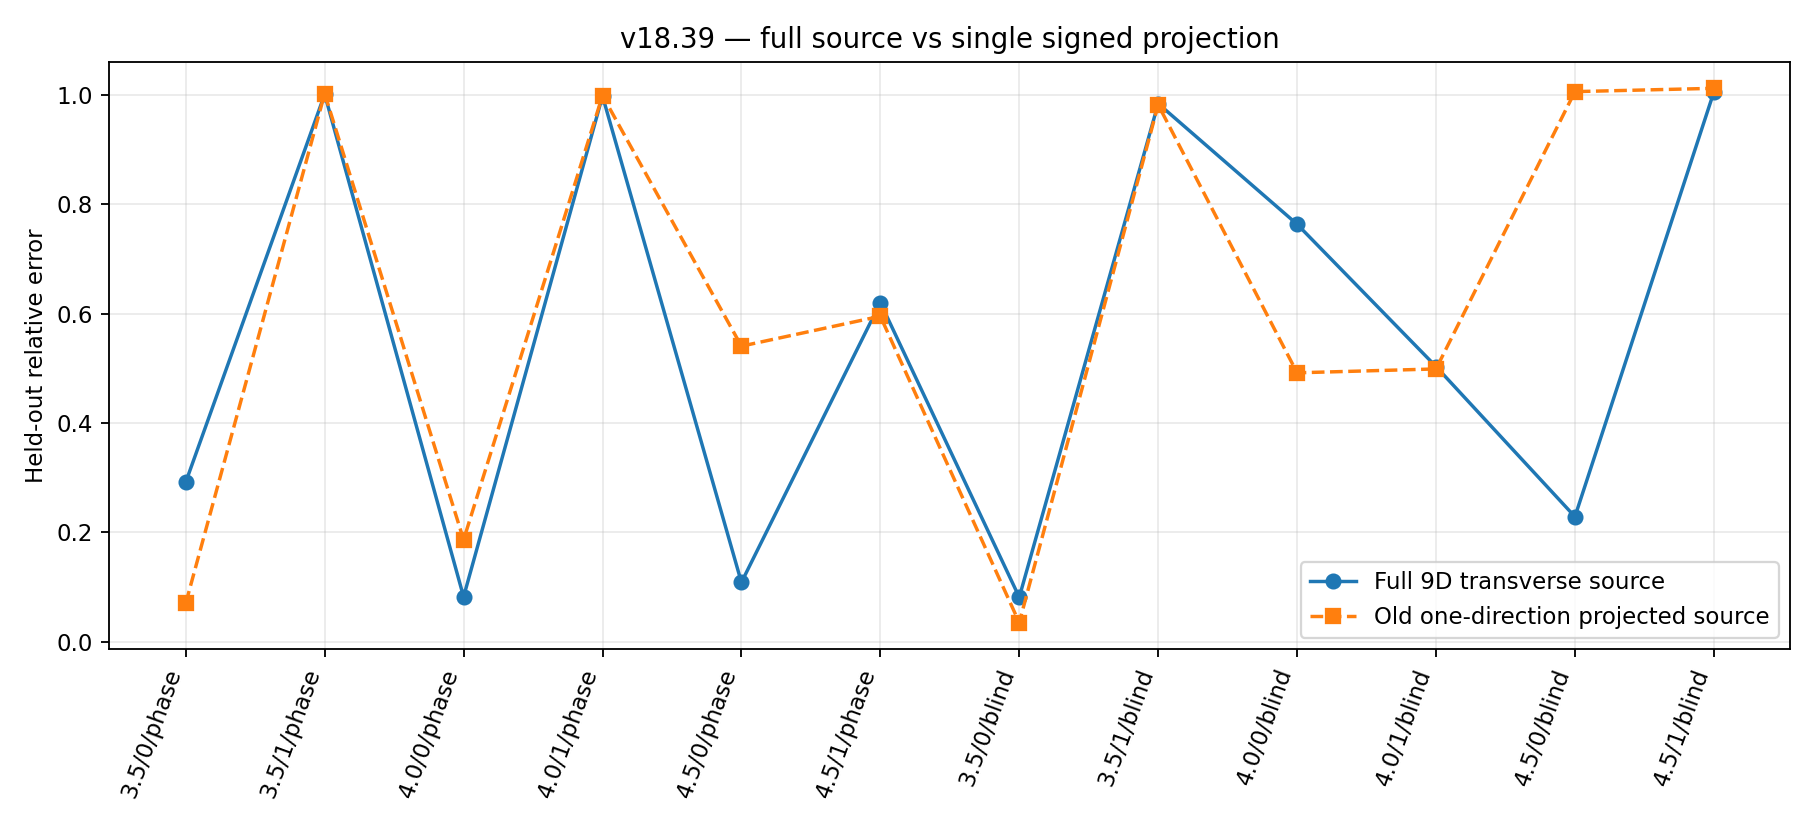 v18.39 — full source vs single signed projection
Held-out relative error
1.0
0.8
0.6
0.4
0.2
0.0
Full 9D transverse source
Old one-direction projected source
3.5/0/phase
3.5/1/phase
4.0/0/phase
4.0/1/phase
4.5/0/phase
4.5/1/phase
3.5/0/blind
3.5/1/blind
4.0/0/blind
4.0/1/blind
4.5/0/blind
4.5/1/blind